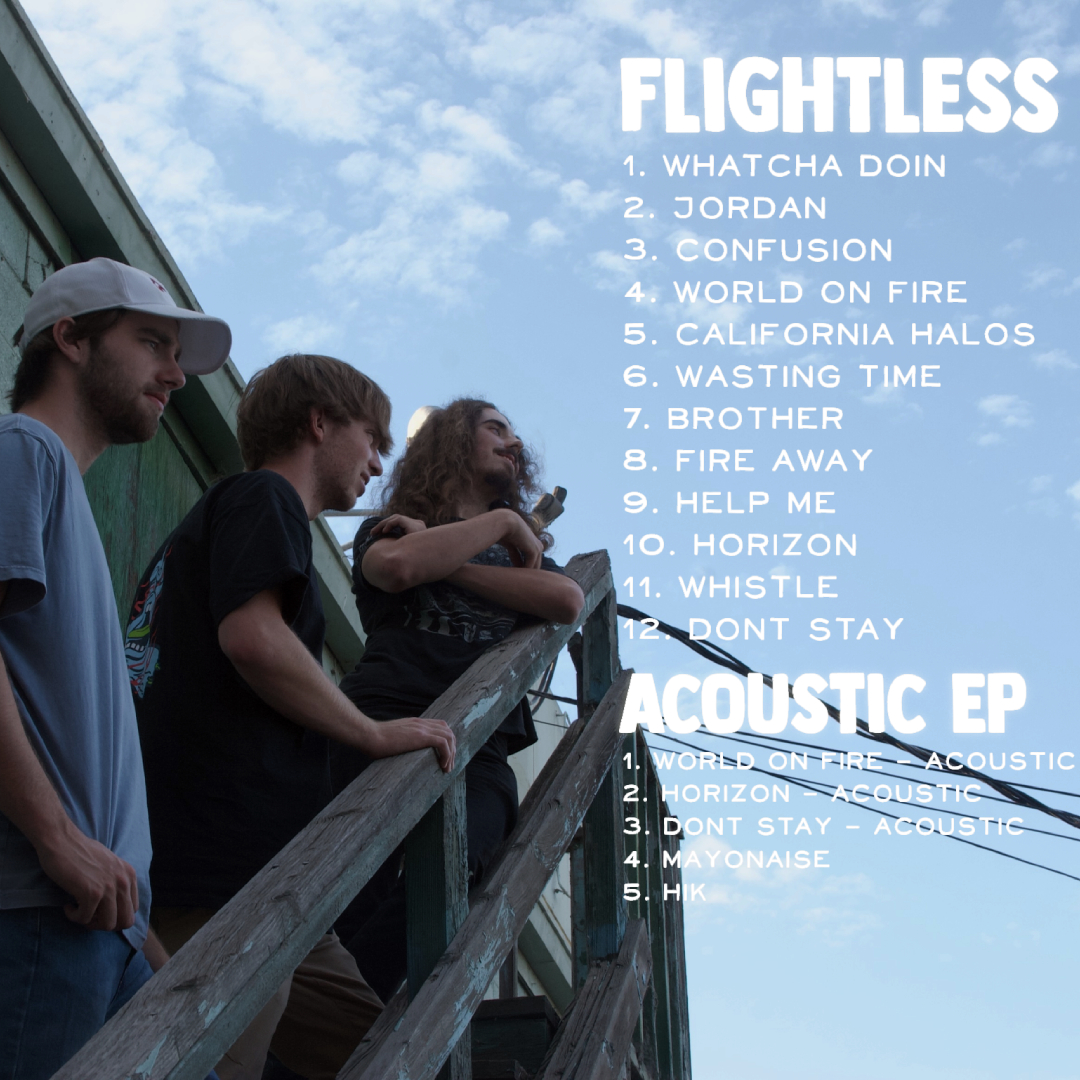 FLIGHTLESS
1. WHATCHA DOIN
2. JORDAN
3. CONFUSION
4. WORLD ON FIRE
5. CALIFORNIA HALOS
6. WASTING TIME
7. BROTHER
8. FIRE AWAY
9. HELP ME
10. HORIZON
11. WHISTLE
12. DONT STAY
ACOUSTIC EP
1. WORLD ON FIRE – ACOUSTIC
2. HORIZON – ACOUSTIC
3. DONT STAY – ACOUSTIC
4. MAYONAISE
5. HIK